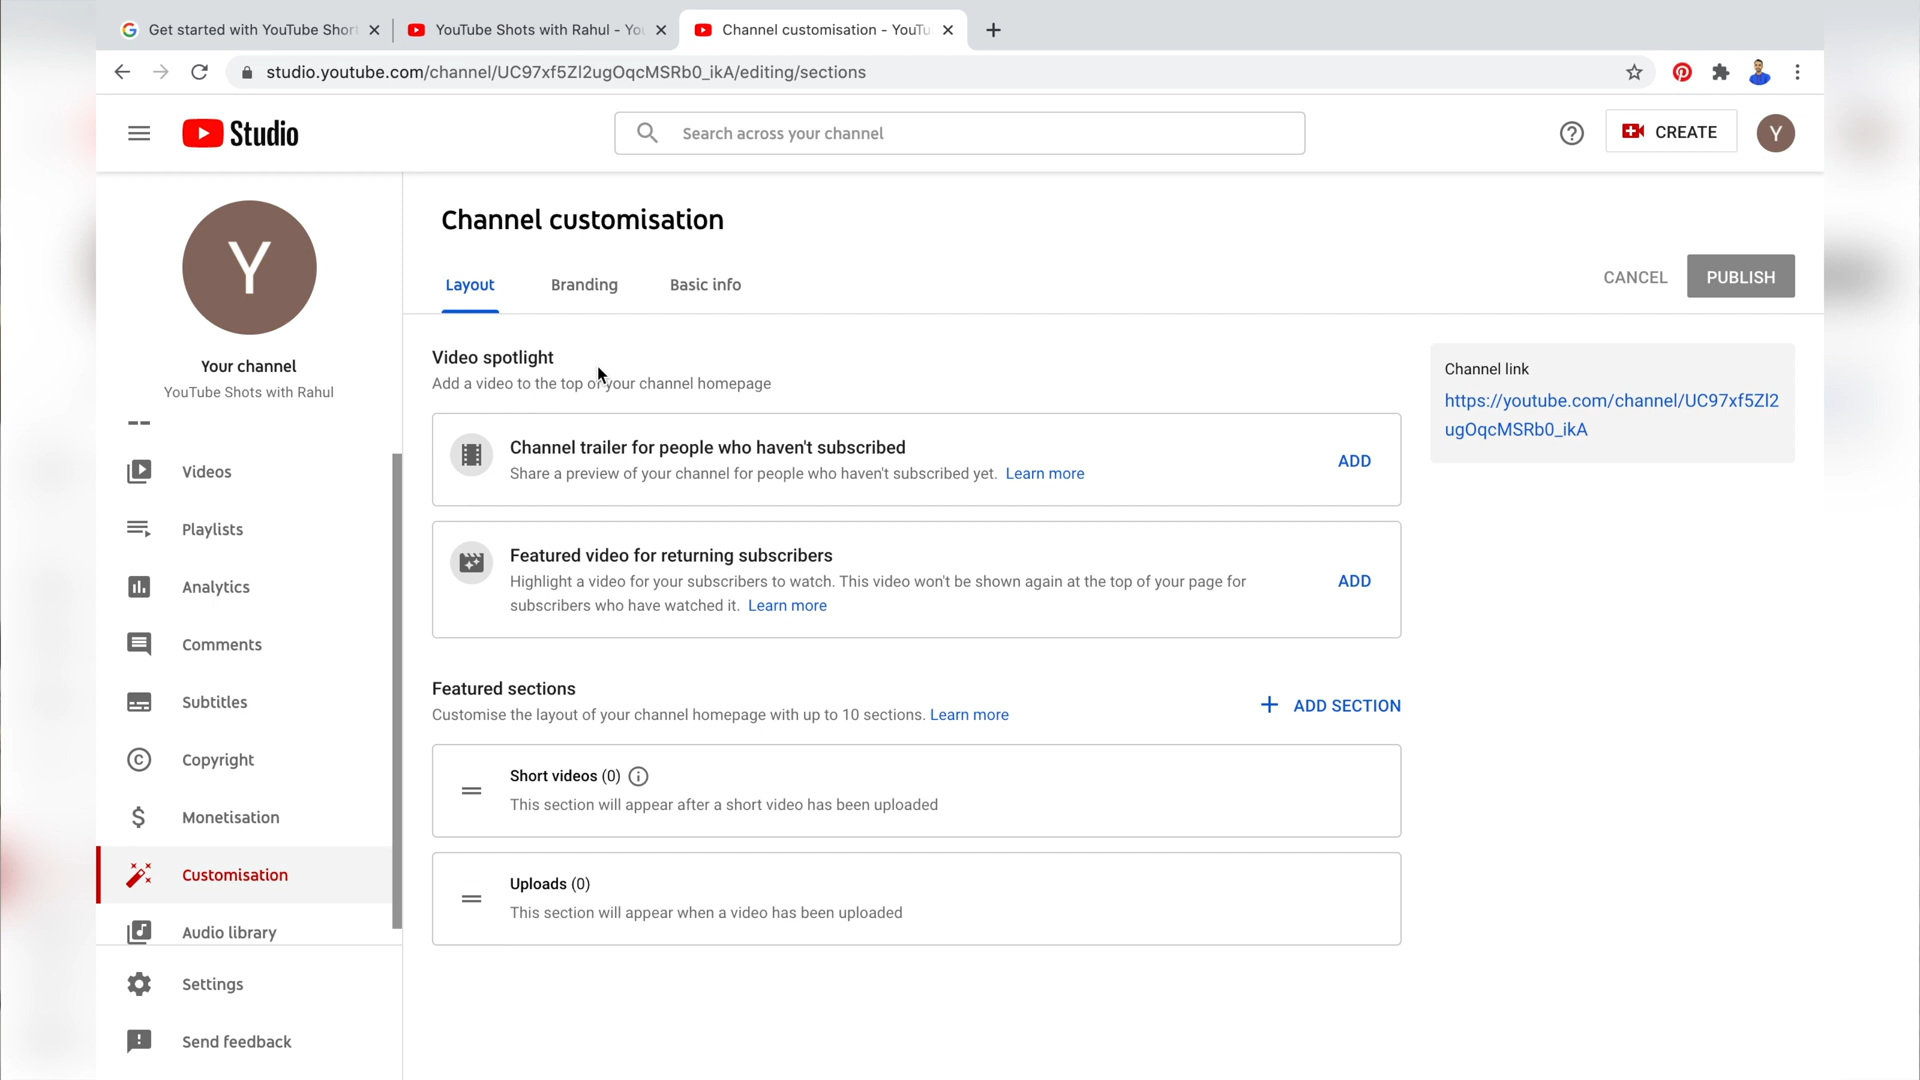 Get started with YouTube Short
YouTube Shots with Rahul - You
Channel customisation - YouTu
studio.youtube.com/channel/UC97xf5Zl2ugOqcMSRb0_ikA/editing/sections
Studio
Search across your channel
CREATE
Y
Y
Your channel
YouTube Shots with Rahul
Videos
Playlists
Analytics
Comments
Subtitles
Copyright
Monetisation
Customisation
Audio library
Settings
Send feedback
Channel customisation
Layout
Branding
Basic info
CANCEL
PUBLISH
Video spotlight
Add a video to the top of your channel homepage
Channel trailer for people who haven't subscribed
Share a preview of your channel for people who haven't subscribed yet. Learn more
ADD
Featured video for returning subscribers
Highlight a video for your subscribers to watch. This video won't be shown again at the top of your page for
subscribers who have watched it. Learn more
ADD
Featured sections
Customise the layout of your channel homepage with up to 10 sections. Learn more
ADD SECTION
Short videos (0)
This section will appear after a short video has been uploaded
Uploads (0)
This section will appear when a video has been uploaded
Channel link
https://youtube.com/channel/UC97xf5Zl2
ugOqcMSRb0_ikA